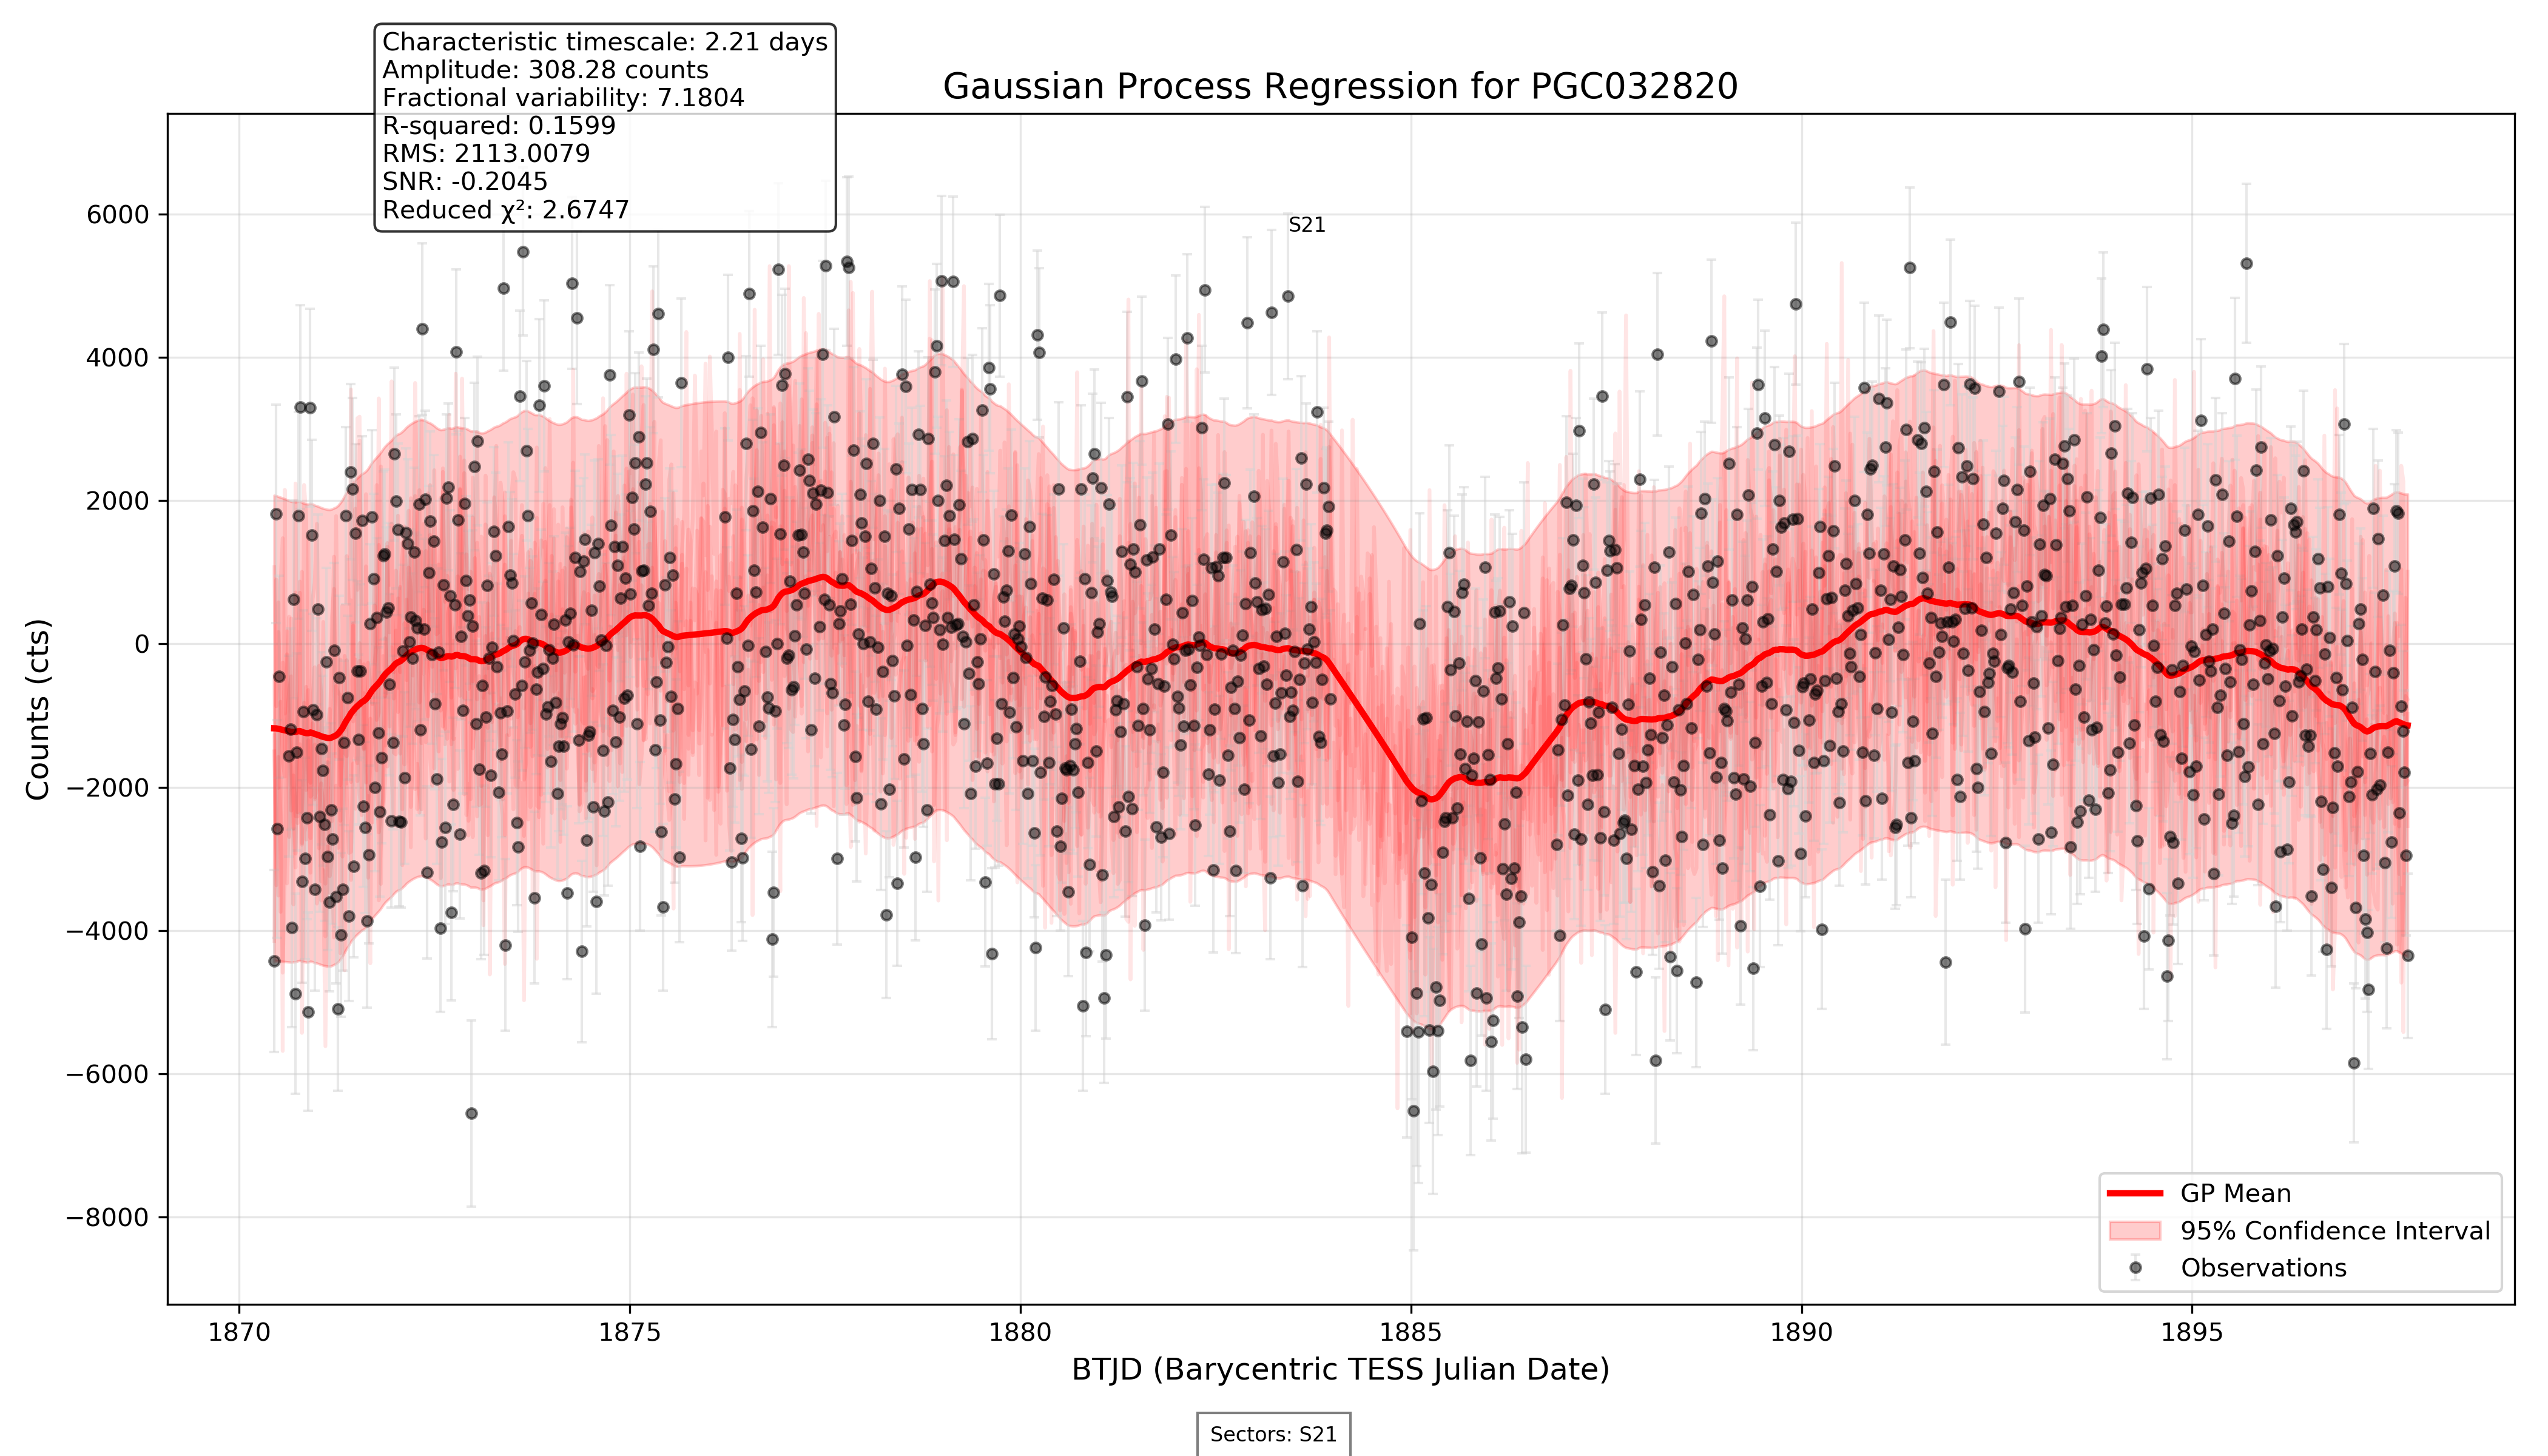 Characteristic timescale: 2.21 days
Amplitude: 308.28 counts
Fractional variability: 7.1804
R-squared: 0.1599
RMS: 2113.0079
SNR: -0.2045
Reduced χ²: 2.6747
Gaussian Process Regression for PGC032820
S21
6000
4000
2000
0
−2000
−4000
−6000
−8000
Counts (cts)
GP Mean
95% Confidence Interval
Observations
1870 1875 1880 1885 1890 1895
BTJD (Barycentric TESS Julian Date)
Sectors: S21